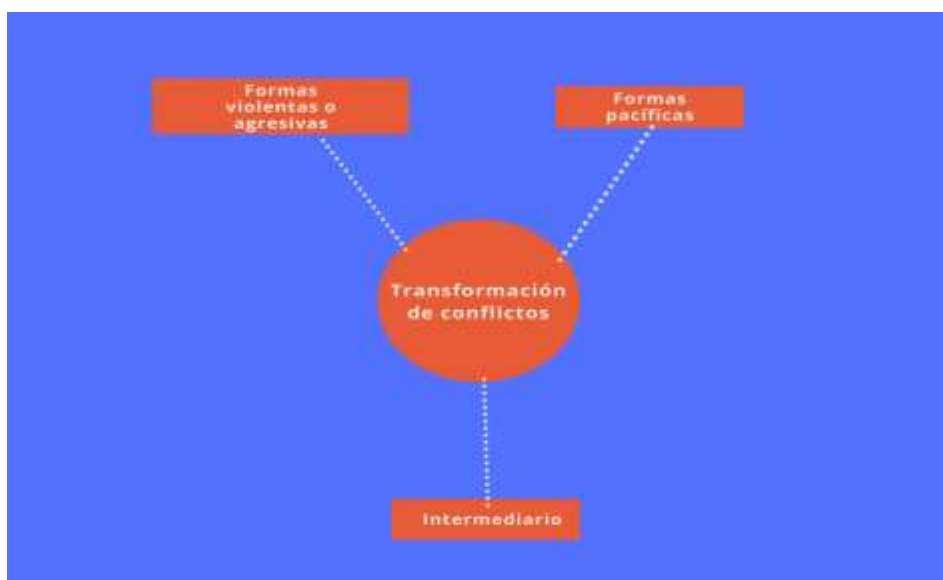 Formas
violentas o
agresivas
Formas
pacíficas
Transformación
de conflictos
Intermediario